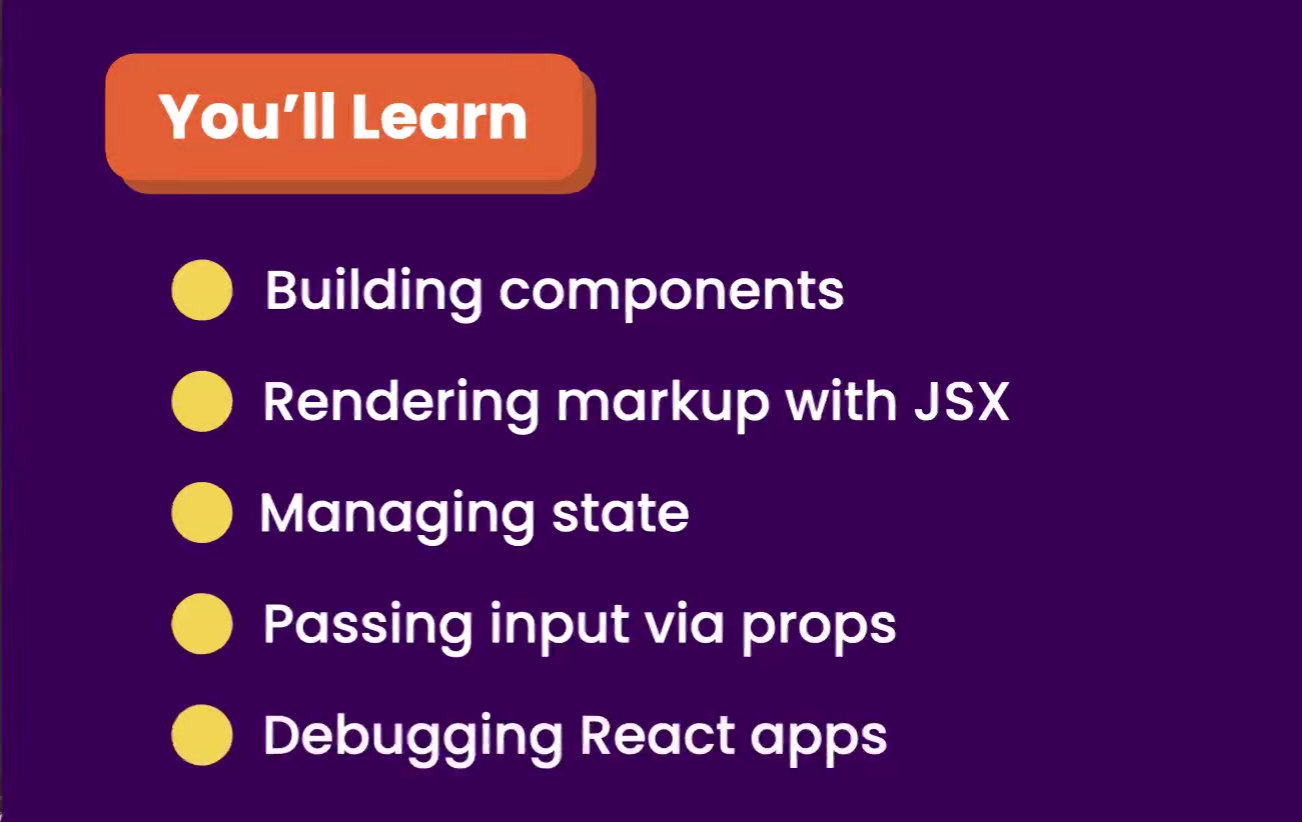 You’ll Learn
Building components
Rendering markup with JSX
Managing state
Passing input via props
Debugging React apps